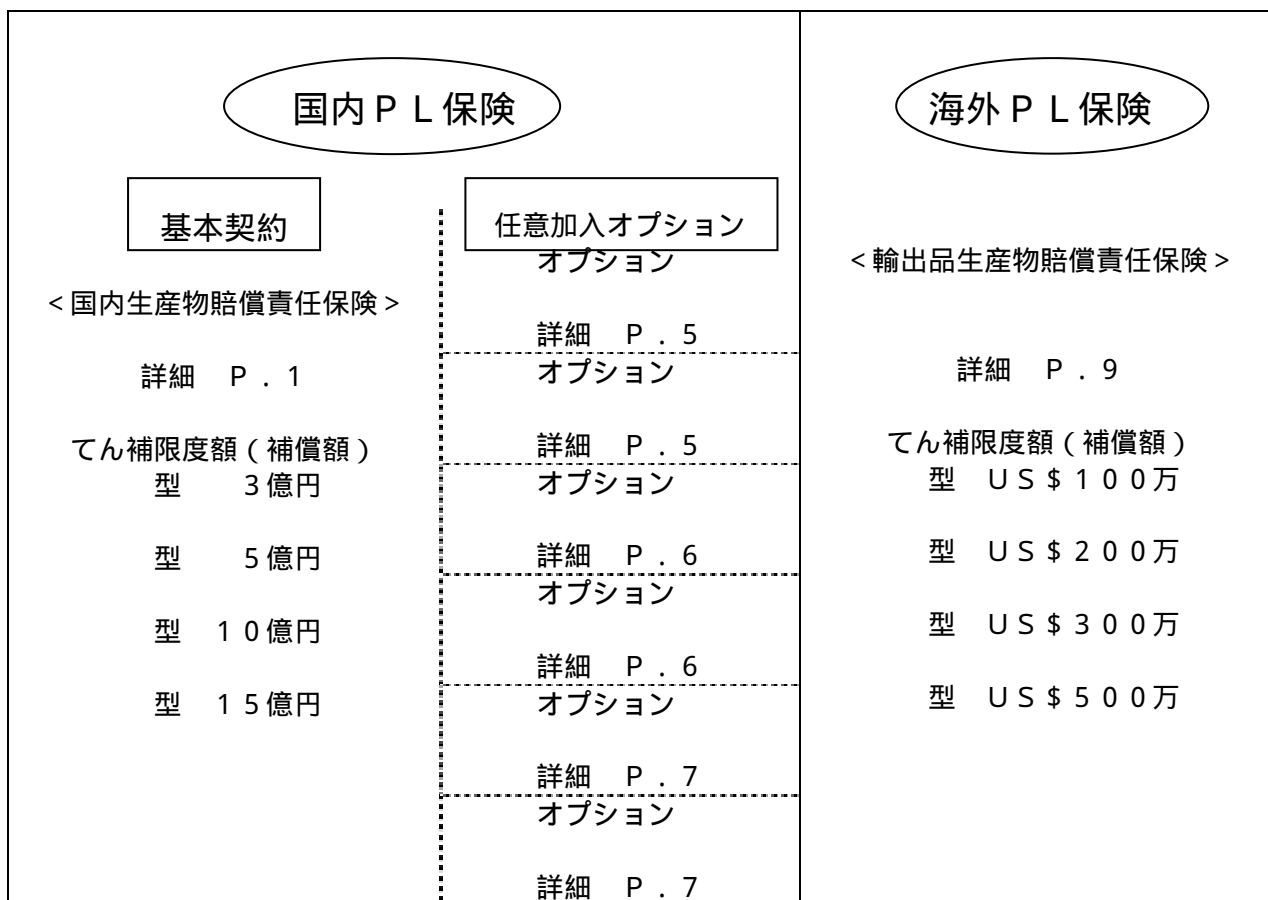 国内ＰＬ保険
基本契約
＜国内生産物賠償責任保険＞
詳細　Ｐ．１
てん補限度額（補償額）
型　　３億円
型　　５億円
型　１０億円
型　１５億円
任意加入オプション
オプション
詳細　Ｐ．５
オプション
詳細　Ｐ．５
オプション
詳細　Ｐ．６
オプション
詳細　Ｐ．６
オプション
詳細　Ｐ．７
オプション
詳細　Ｐ．７
海外ＰＬ保険
＜輸出品生産物賠償責任保険＞
詳細　Ｐ．９
てん補限度額（補償額）
型　ＵＳ＄１００万
型　ＵＳ＄２００万
型　ＵＳ＄３００万
型　ＵＳ＄５００万